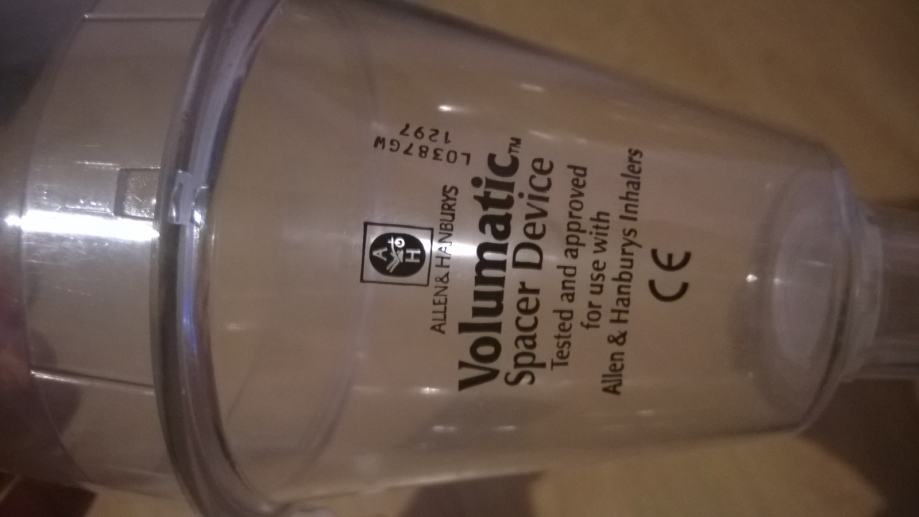 A
H
ALLEN & HANBURYS
Volumatic™
Spacer Device
Tested and approved
for use with
Allen & Hanburys Inhalers
CE
L0387GW
1297